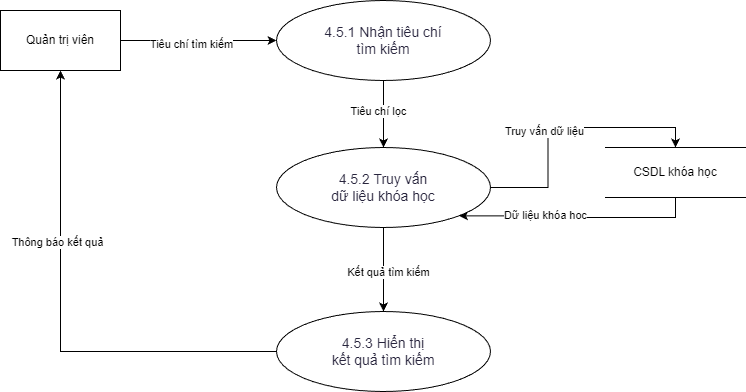 Quản trị viên
Tiêu chí tìm kiếm
4.5.1 Nhận tiêu chí
tìm kiếm
Tiêu chí lọc
Truy vấn dữ liệu
4.5.2 Truy vấn
dữ liệu khóa học
CSDL khóa học
Dữ liệu khóa hoc
Thông báo kết quả
Kết quả tìm kiếm
4.5.3 Hiển thị
kết quả tìm kiếm